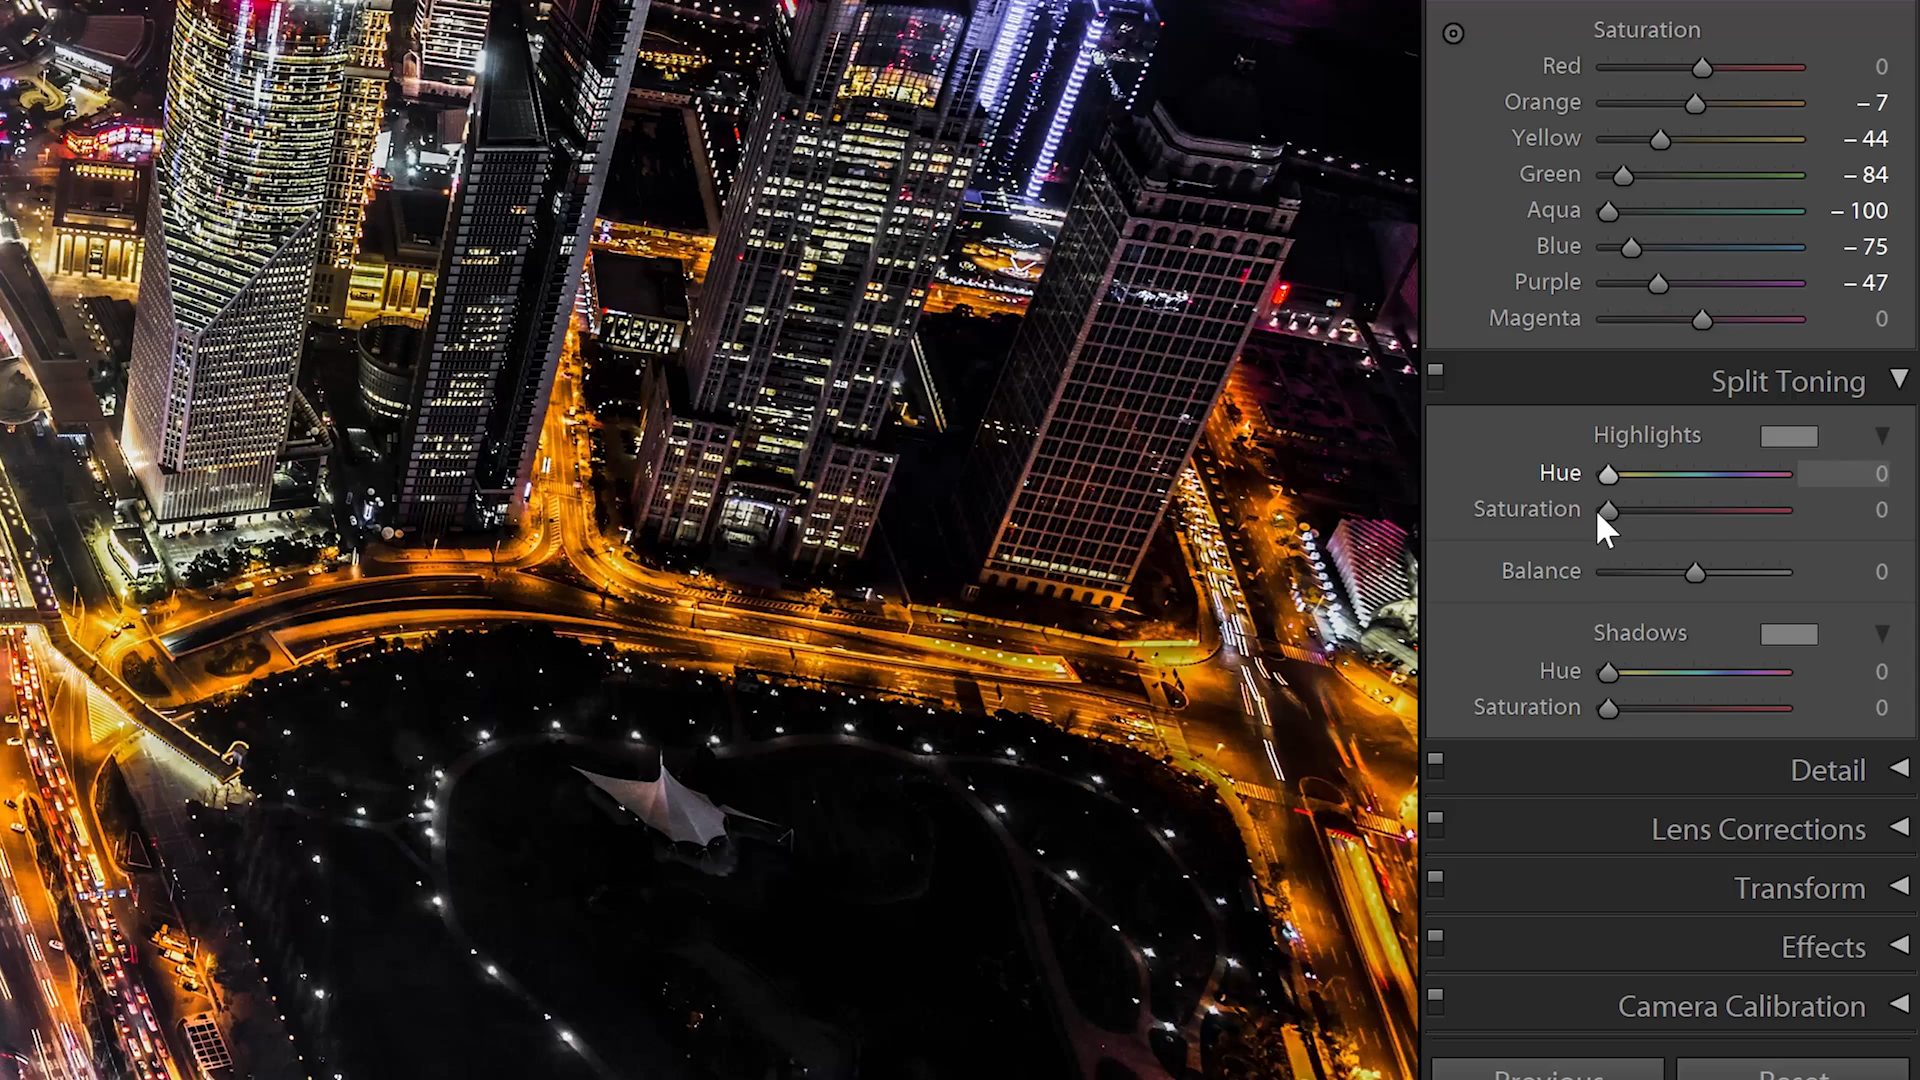 Saturation
Red 0
Orange – 7
Yellow – 44
Green – 84
Aqua – 100
Blue – 75
Purple – 47
Magenta 0
Split Toning
Highlights
Hue 0
Saturation 0
Balance 0
Shadows
Hue 0
Saturation 0
Detail
Lens Corrections
Transform
Effects
Camera Calibration
Previous Reset